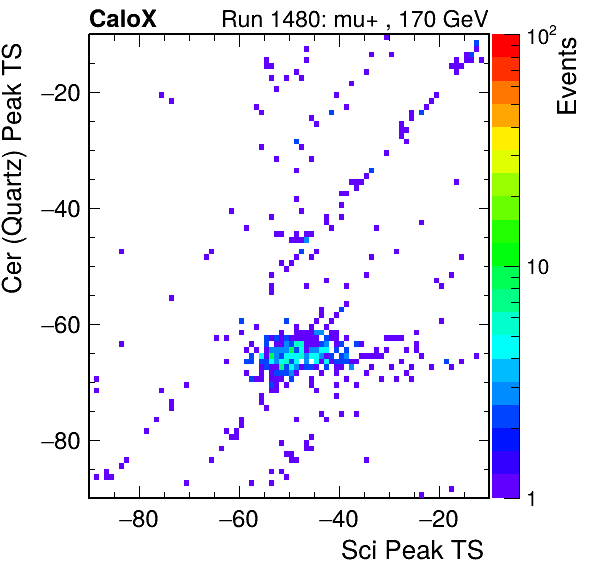 CaloX Run 1480: mu+ , 170 GeV
Cer (Quartz) Peak TS
−20
−40
−60
−80
−80 −60 −40 −20
Sci Peak TS
10²
10
1
Events